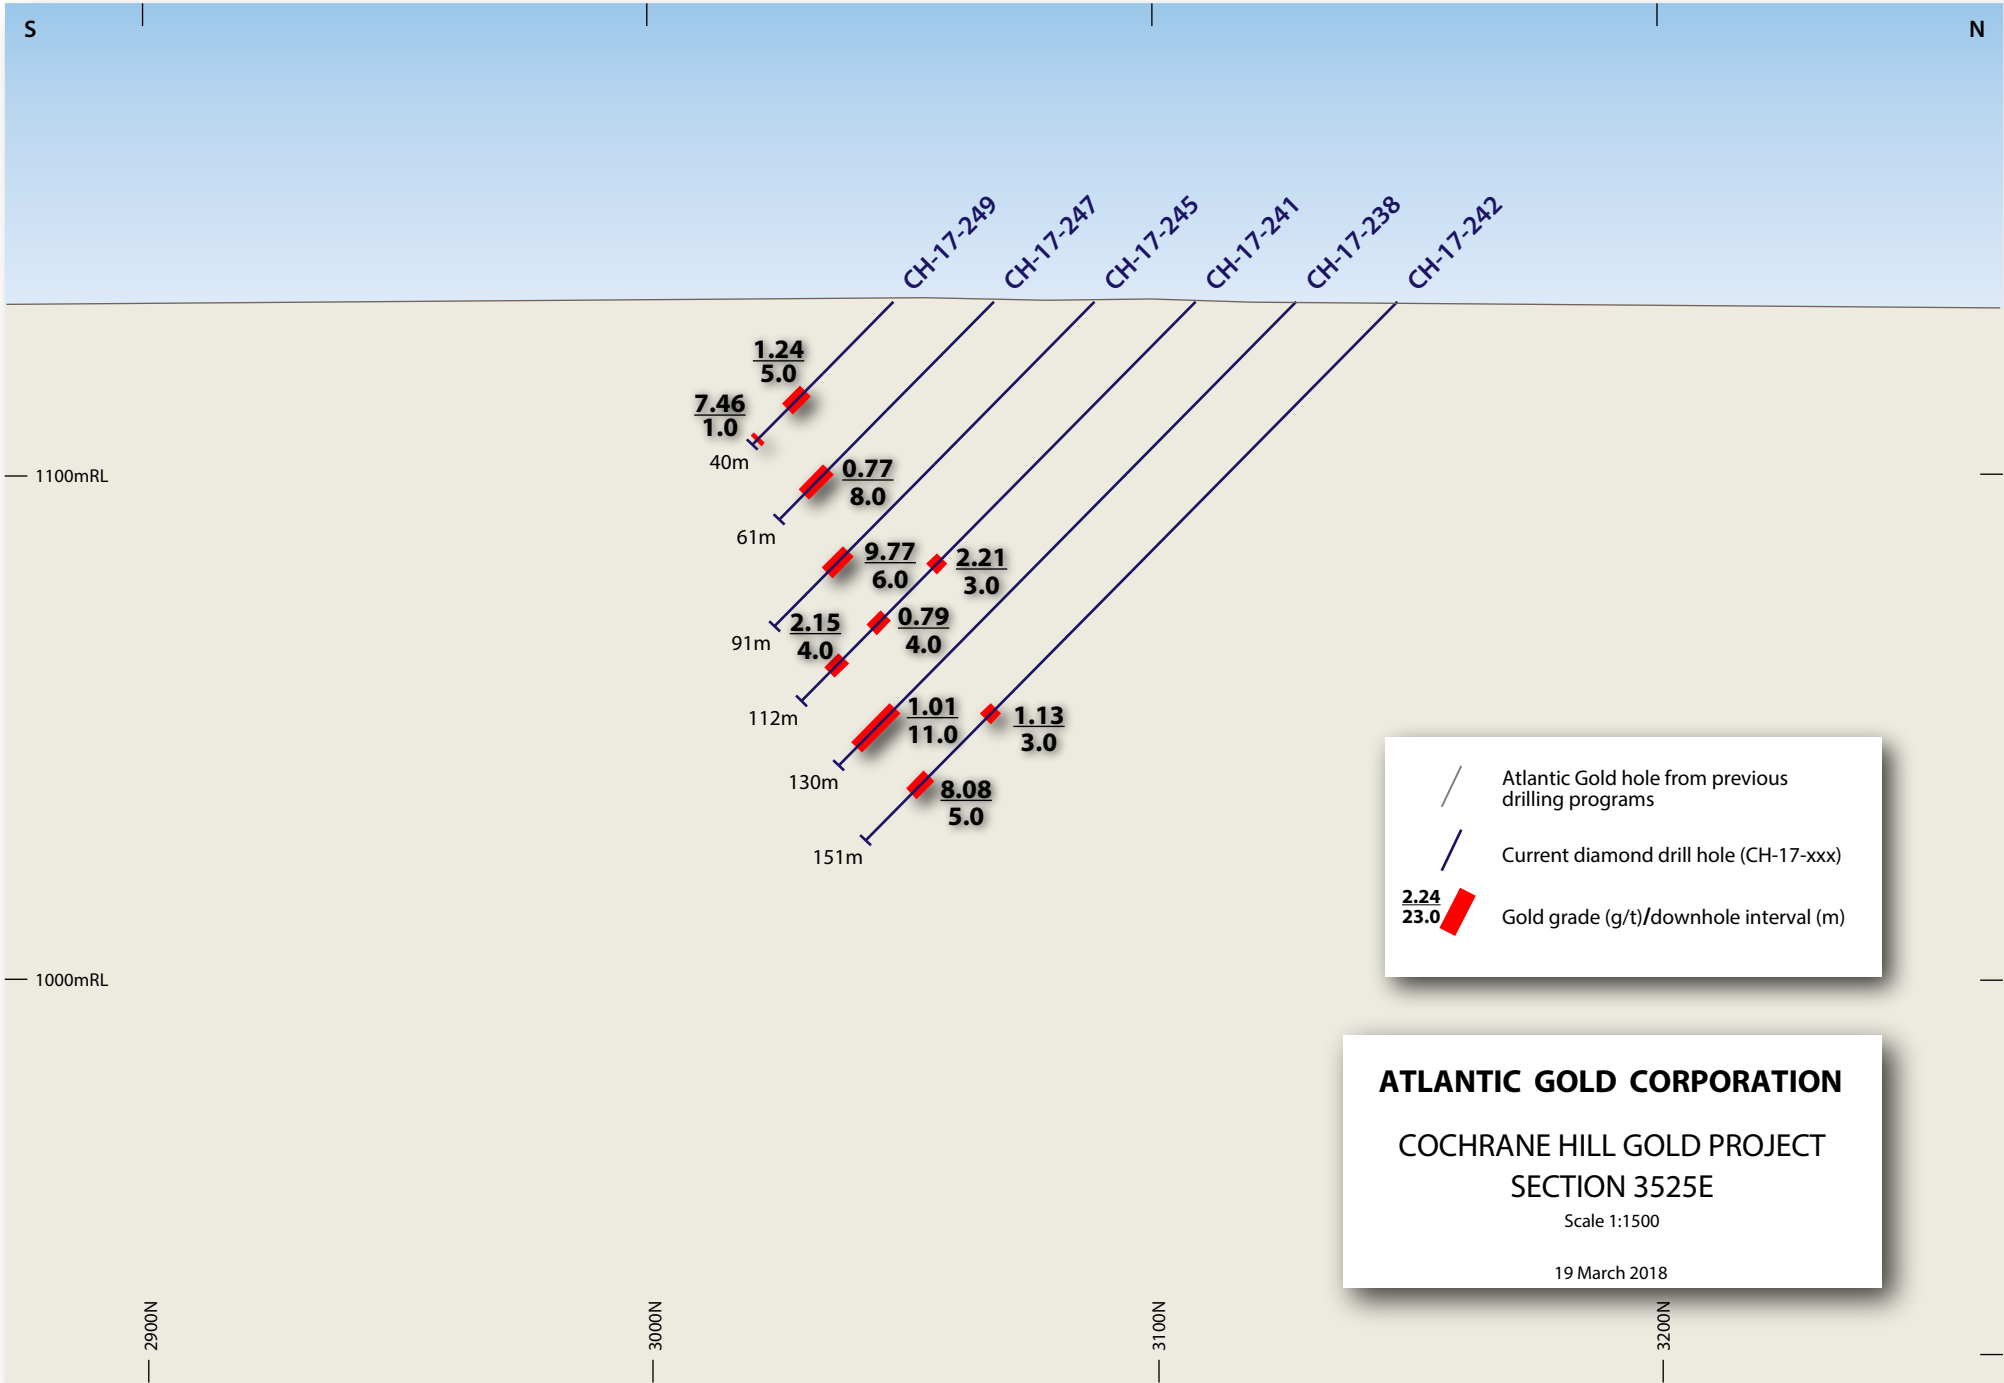 S
N
CH-17-249
CH-17-247
CH-17-245
CH-17-241
CH-17-238
CH-17-242
1.24
5.0
7.46
1.0
40m
1100mRL
0.77
8.0
61m
9.77
6.0
2.21
3.0
91m
2.15
4.0
0.79
4.0
112m
1.01
11.0
1.13
3.0
130m
8.08
5.0
151m
Atlantic Gold hole from previous
drilling programs
Current diamond drill hole (CH-17-xxx)
2.24
23.0
Gold grade (g/t)/downhole interval (m)
1000mRL
ATLANTIC GOLD CORPORATION
COCHRANE HILL GOLD PROJECT
SECTION 3525E
Scale 1:1500
19 March 2018
2900N
3000N
3100N
3200N